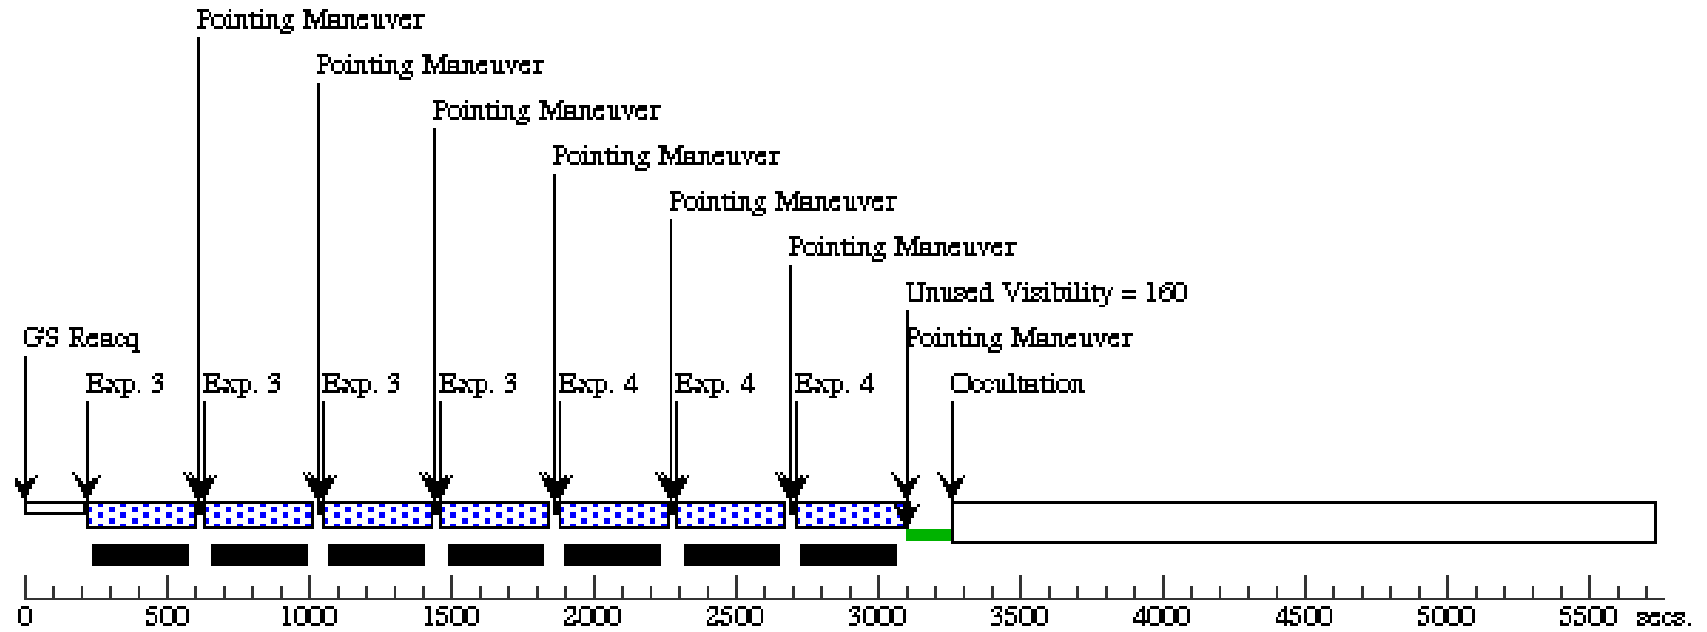 Pointing Maneuver
Pointing Maneuver
Pointing Maneuver
Pointing Maneuver
Pointing Maneuver
Pointing Maneuver
Unused Visibility = 160
GS Reacq
Pointing Maneuver
Exp. 3
Exp. 3
Exp. 3
Exp. 3
Exp. 4
Exp. 4
Exp. 4
Occultation
0 500 1000 1500 2000 2500 3000 3500 4000 4500 5000 5500 secs.